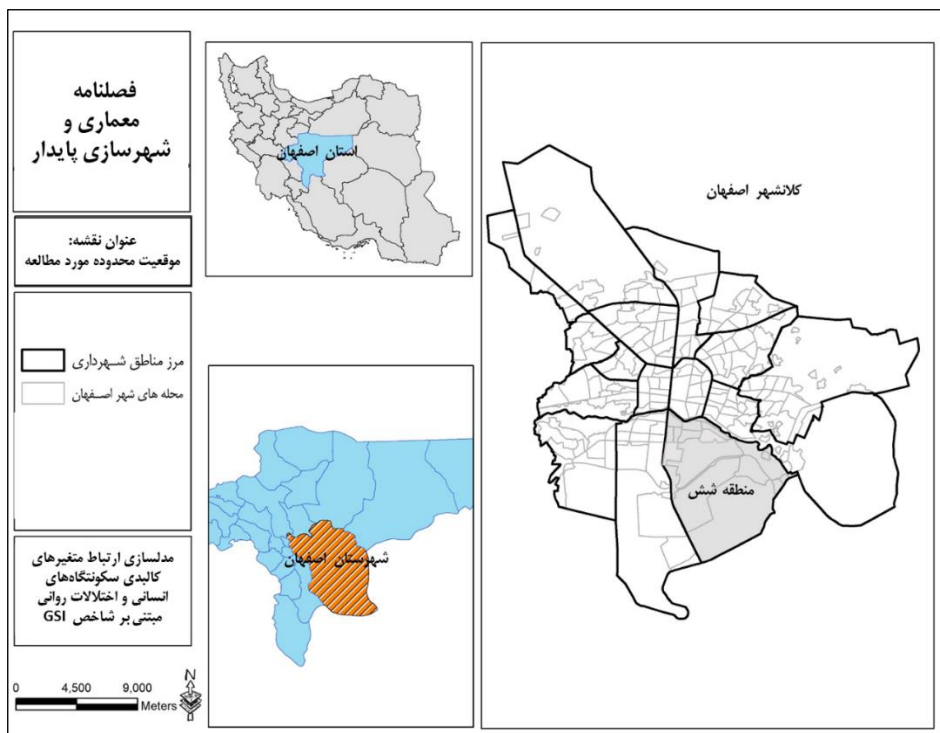 فصلنامه
معماری و
شهرسازی پایدار
عنوان نقشه:
موقعیت محدوده مورد مطالعه
مرز مناطق شهرداری
محله های شهر اصفهان
مدلسازی ارتباط متغیرهای
کالبدی سکونتگاه‌های
انسانی و اختلالات روانی
مبتنی بر شاخص GSI
0 4,500 9,000
Meters
N
استان اصفهان
شهرستان اصفهان
کلانشهر اصفهان
منطقه شش